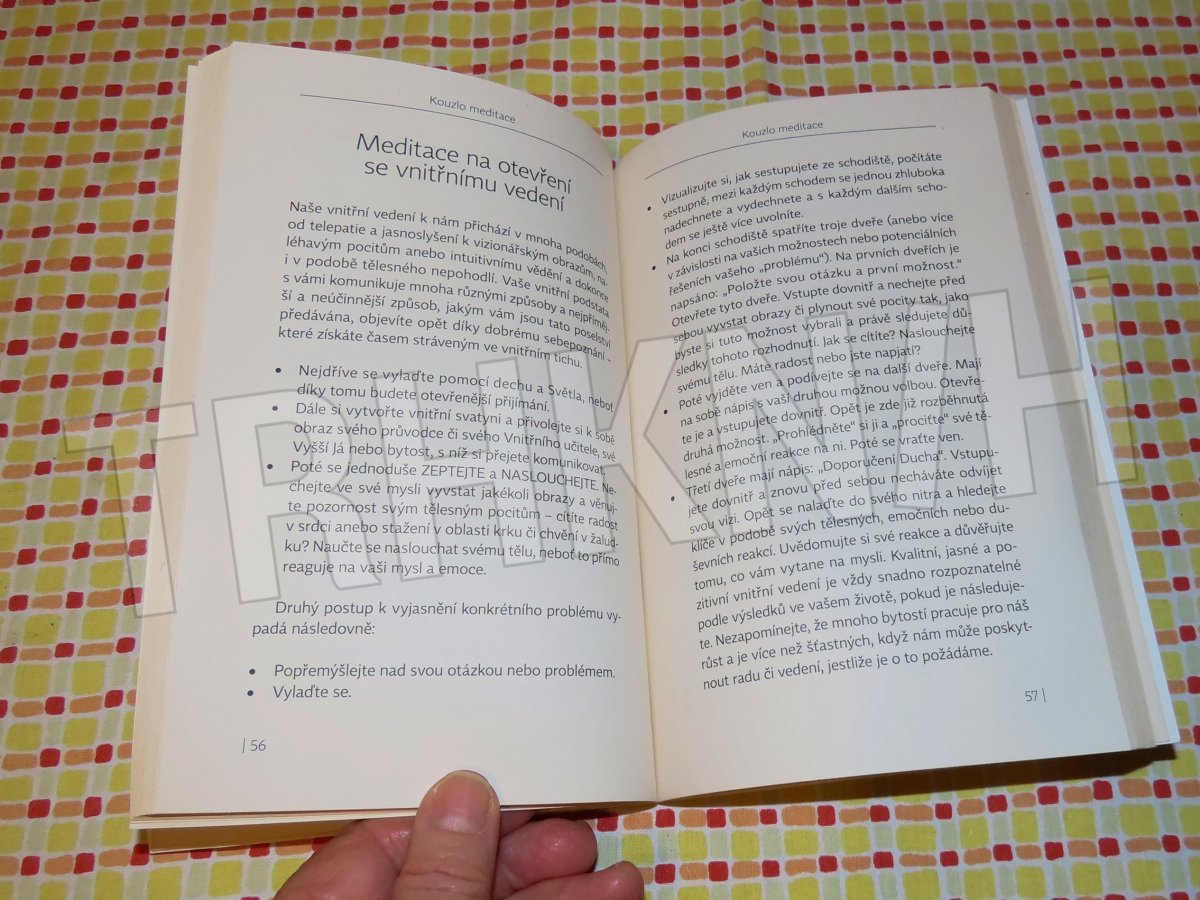 Kouzlo meditace
Meditace na otevření
se vnitřnímu vedení
Naše vnitřní vedení k nám přichází v mnoha podobách,
od telepatie a jasnoslyšení k vizionářským obrazům, na-
léhavým pocitům anebo intuitivnímu vědění a dokonce
i v podobě tělesného nepohodlí. Vaše vnitřní podstata
s vámi komunikuje mnoha různými způsoby a nejpříměj-
ší a neúčinnější způsob, jakým vám jsou tato poselství
předávána, objevíte opět díky dobrému sebepoznání –
které získáte časem stráveným ve vnitřním tichu.
• Nejdříve se vylaďte pomocí dechu a Světla, neboť
díky tomu budete otevřenější přijímání.
• Dále si vytvořte vnitřní svatyni a přivolejte si k sobě
obraz svého průvodce či svého Vnitřního učitele, své
Vyšší Já nebo bytost, s níž si přejete komunikovat.
• Poté se jednoduše ZEPTEJTE a NASLOUCHEJTE. Ne-
chejte ve své mysli vyvstat jakékoli obrazy a věnuj-
te pozornost svým tělesným pocitům – cítíte radost
v srdci anebo stažení v oblasti krku či chvění v žalud-
ku? Naučte se naslouchat svému tělu, neboť to přímo
reaguje na vaši mysl a emoce.
Druhý postup k vyjasnění konkrétního problému vy-
padá následovně:
• Popřemýšlejte nad svou otázkou nebo problémem.
• Vylaďte se.
| 56
Kouzlo meditace
• Vizualizujte si, jak sestupujete ze schodiště, počítáte
sestupně, mezi každým schodem se jednou zhluboka
nadechnete a vydechnete a s každým dalším scho-
dem se ještě více uvolníte.
• Na konci schodiště spatříte troje dveře (anebo více
v závislosti na vašich možnostech nebo potenciálních
řešeních vašeho „problému“). Na prvních dveřích je
napsáno: „Položte svou otázku a první možnost.“
Otevřete tyto dveře. Vstupte dovnitř a nechejte před
sebou vyvstat obrazy či plynout své pocity tak, jako
byste si tuto možnost vybrali a právě sledujete dů-
sledky tohoto rozhodnutí. Jak se cítíte? Naslouchejte
svému tělu. Máte radost nebo jste napjatí?
• Poté vyjděte ven a podívejte se na další dveře. Mají
na sobě nápis s vaší druhou možnou volbou. Otevře-
te je a vstupujete dovnitř. Opět je zde již rozběhnutá
druhá možnost. „Prohlédněte“ si ji a „prociťte“ své tě-
lesné a emoční reakce na ni. Poté se vraťte ven.
• Třetí dveře mají nápis: „Doporučení Ducha“. Vstupu-
jete dovnitř a znovu před sebou necháváte odvíjet
svou vizi. Opět se nalaďte do svého nitra a hledejte
klíče v podobě svých tělesných, emočních nebo du-
ševních reakcí. Uvědomujte si své reakce a důvěřujte
tomu, co vám vytane na mysli. Kvalitní, jasné a po-
zitivní vnitřní vedení je vždy snadno rozpoznatelné
podle výsledků ve vašem životě, pokud je následuje-
te. Nezapomínejte, že mnoho bytostí pracuje pro náš
růst a je více než šťastných, když nám může poskyt-
nout radu či vedení, jestliže je o to požádáme.
57 |
TRHKNIH